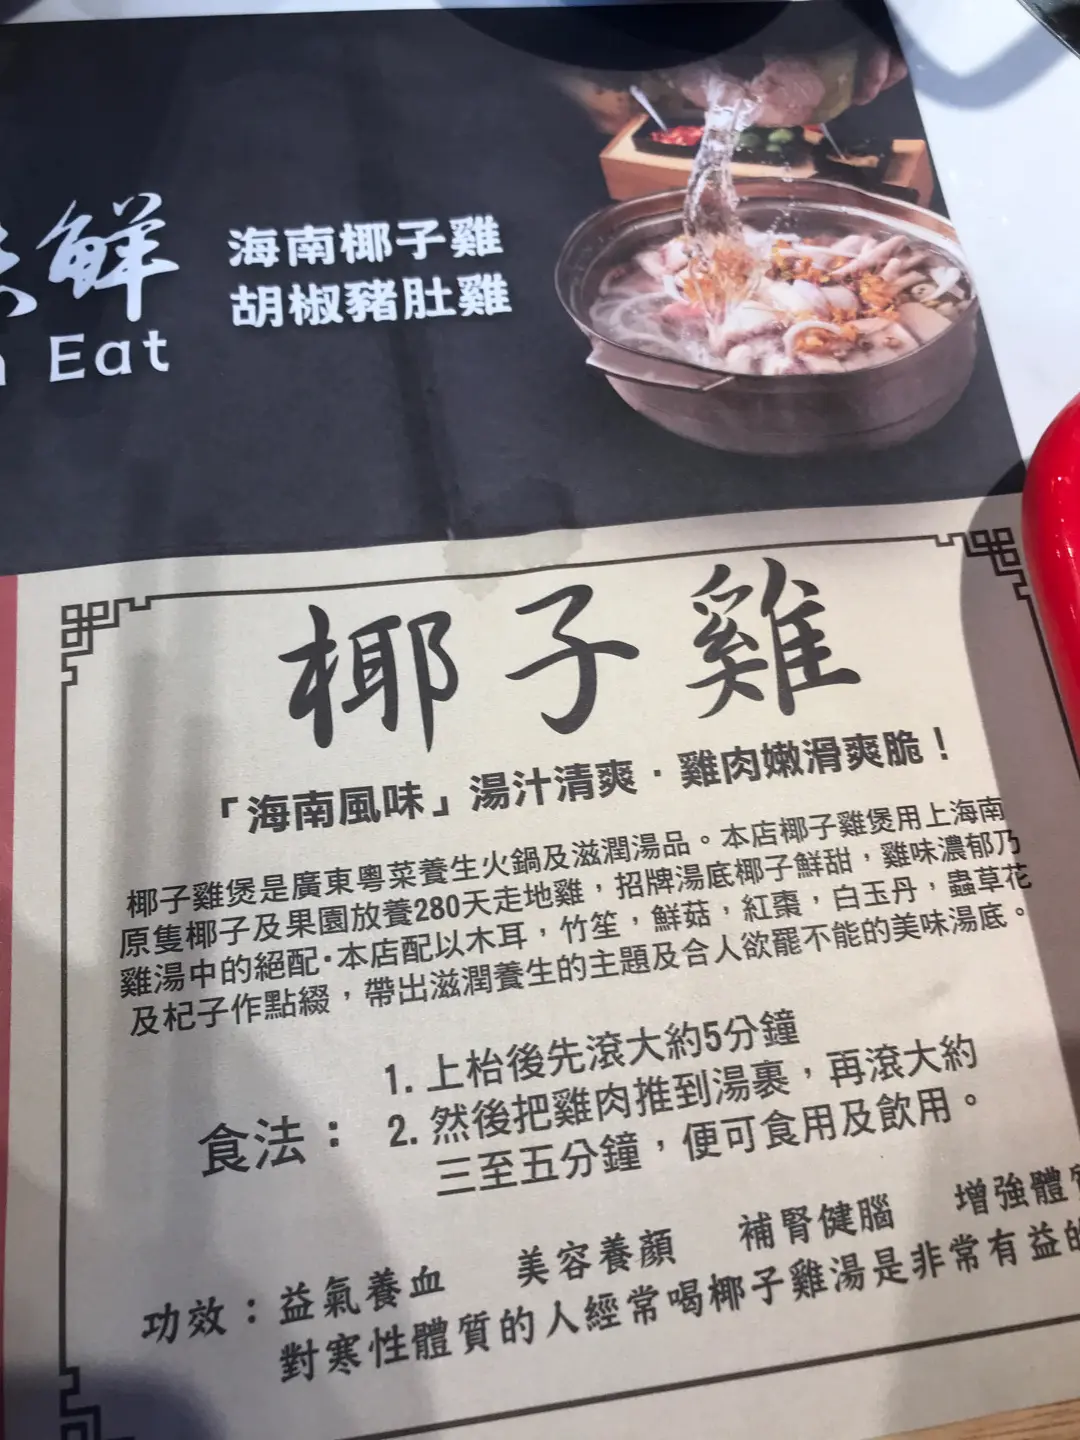 鮮
Eat
海南椰子雞
胡椒豬肚雞
椰子雞
「海南風味」湯汁清爽．雞肉嫩滑爽脆！
椰子雞煲是廣東粵菜養生火鍋及滋潤湯品。本店椰子雞煲用上海南
原隻椰子及果園放養280天走地雞，招牌湯底椰子鮮甜，雞味濃郁乃
雞湯中的絕配·本店配以木耳，竹笙，鮮菇，紅棗，白玉丹，蟲草花
及杞子作點綴，帶出滋潤養生的主題及合人欲罷不能的美味湯底。
食法：
1. 上枱後先滾大約5分鐘
2. 然後把雞肉推到湯裹，再滾大約
三至五分鐘，便可食用及飲用。
功效：益氣養血 美容養顏 補腎健腦 增強體
對寒性體質的人經常喝椰子雞湯是非常有益的